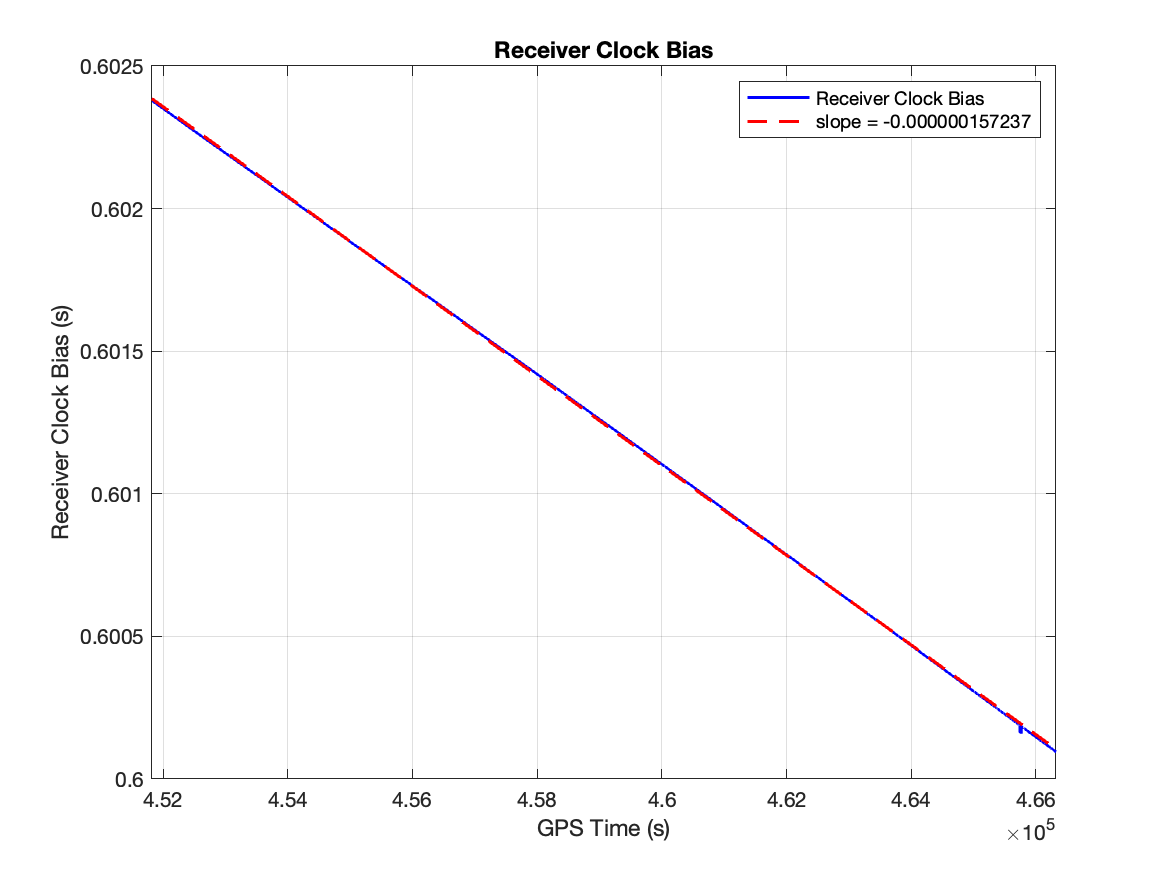 Receiver Clock Bias
0.6025
0.602
0.6015
0.601
0.6005
0.6
Receiver Clock Bias (s)
Receiver Clock Bias
slope = -0.000000157237
4.52 4.54 4.56 4.58 4.6 4.62 4.64 4.66
GPS Time (s)
×10⁵